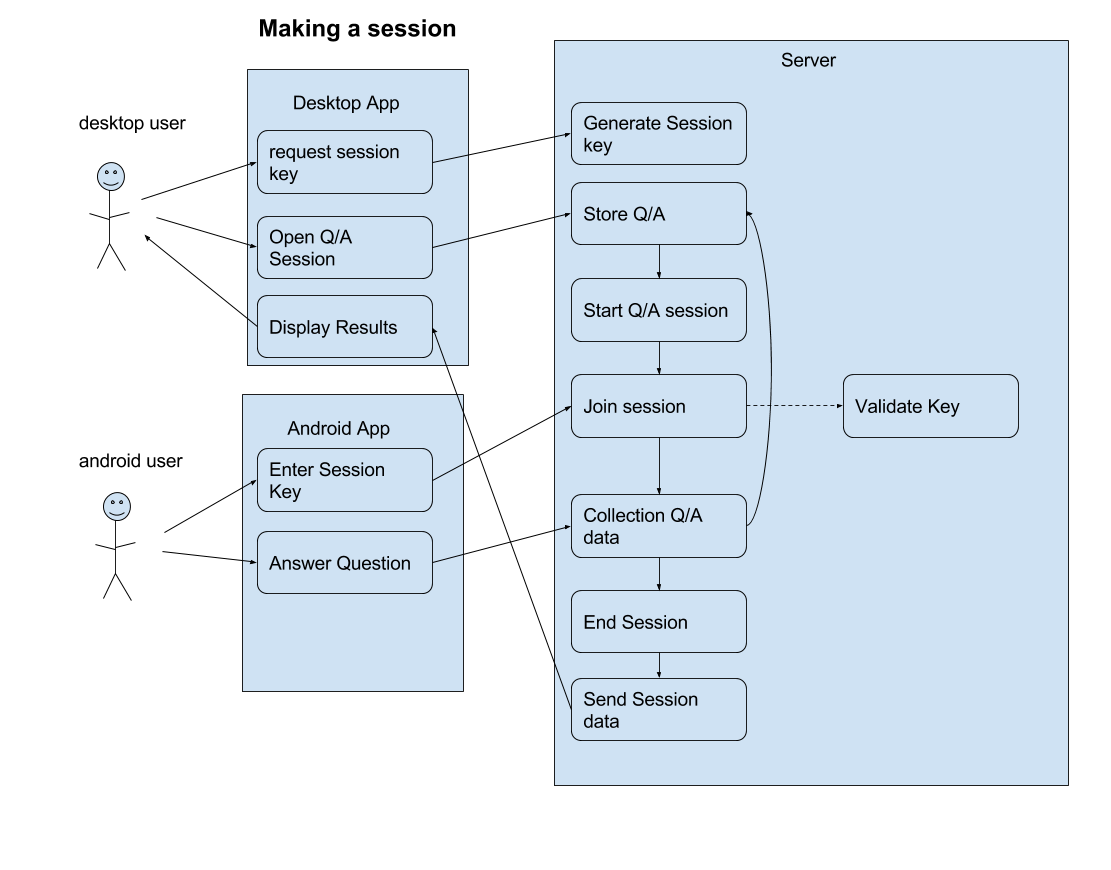 Making a session
desktop user
Desktop App
request session
key
Open Q/A
Session
Display Results
android user
Android App
Enter Session
Key
Answer Question
Server
Generate Session
key
Store Q/A
Start Q/A session
Join session
Validate Key
Collection Q/A
data
End Session
Send Session
data